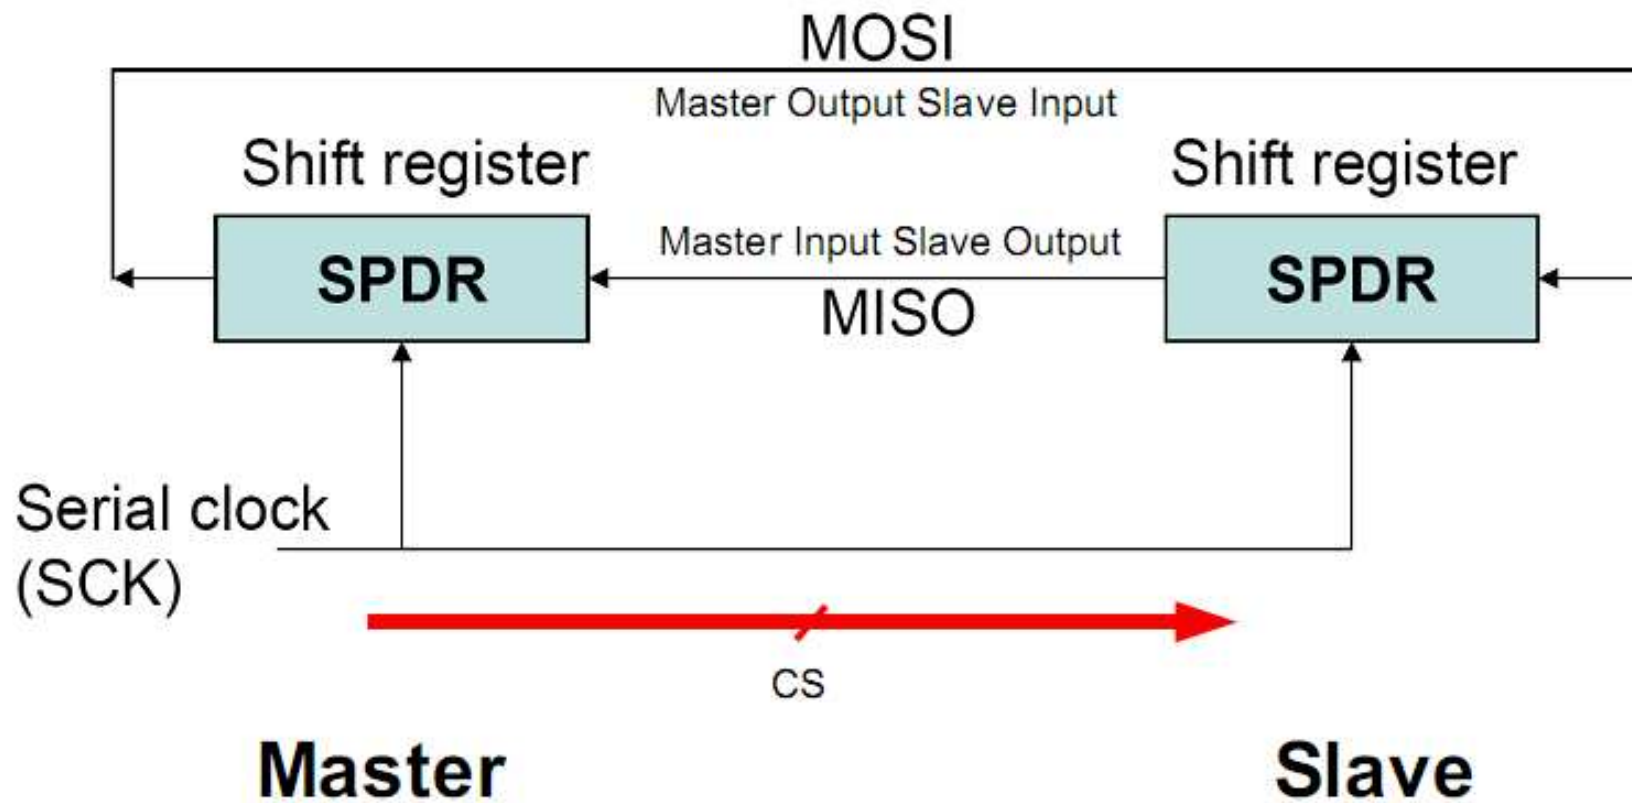 MOSI
Master Output Slave Input
Shift register
Shift register
SPDR
Master Input Slave Output
MISO
SPDR
Serial clock
(SCK)
CS
Master
Slave